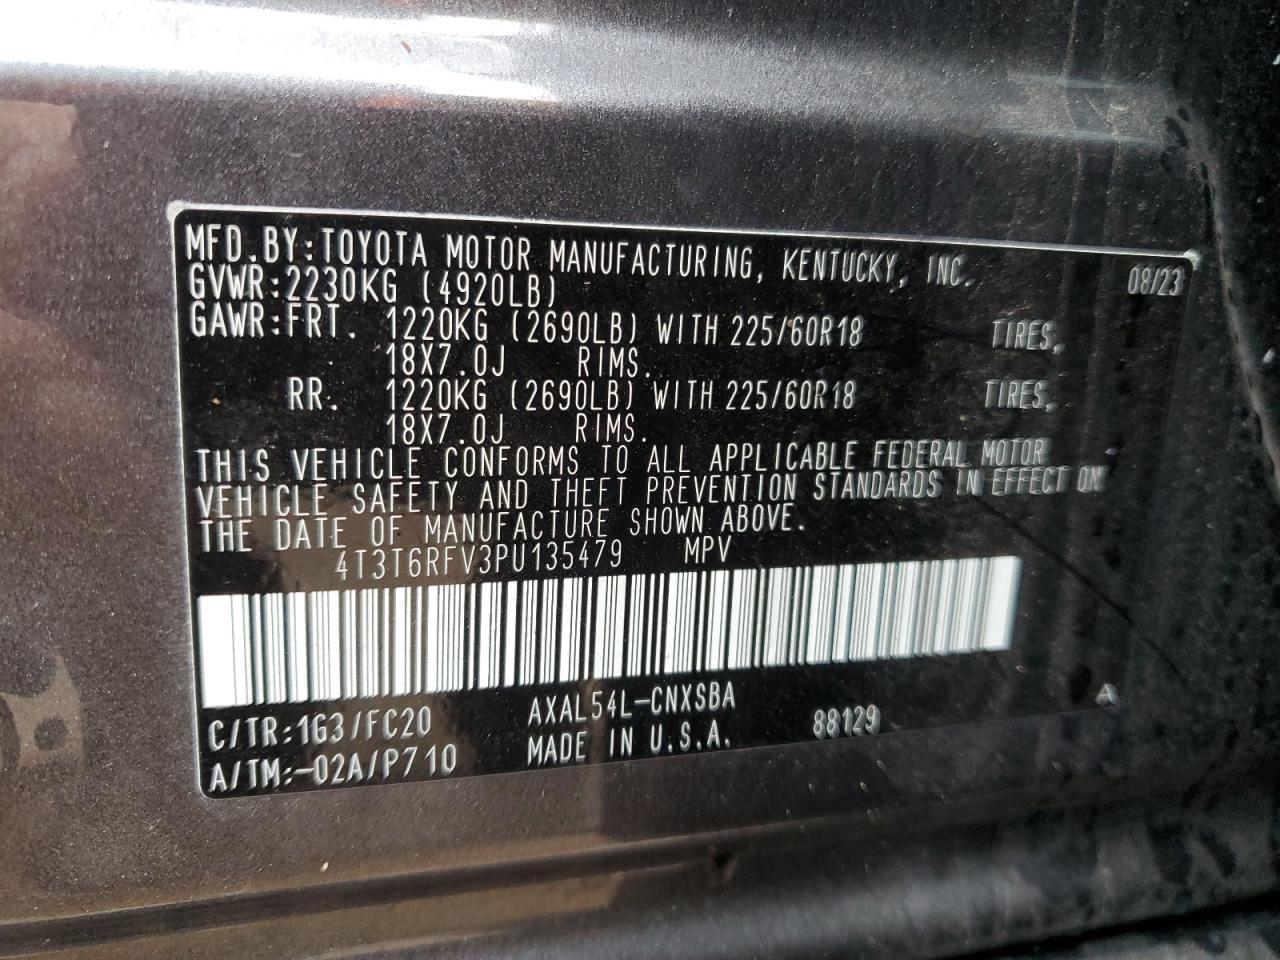 MFD.BY:TOYOTA MOTOR MANUFACTURING, KENTUCKY, INC. 08/23
GVWR:2230KG (4920LB)
GAWR:FRT. 1220KG (2690LB) WITH 225/60R18 TIRES,
18X7.0J RIMS.
RR. 1220KG (2690LB) WITH 225/60R18 TIRES,
18X7.0J RIMS.
THIS VEHICLE CONFORMS TO ALL APPLICABLE FEDERAL MOTOR
VEHICLE SAFETY AND THEFT PREVENTION STANDARDS IN EFFECT ON
THE DATE OF MANUFACTURE SHOWN ABOVE.
4T3T6RFV3PU135479 MPV
C/TR:1G3/FC20 AXAL54L-CNXSBA A
A/TM:-02A/P710 MADE IN U.S.A. 88129